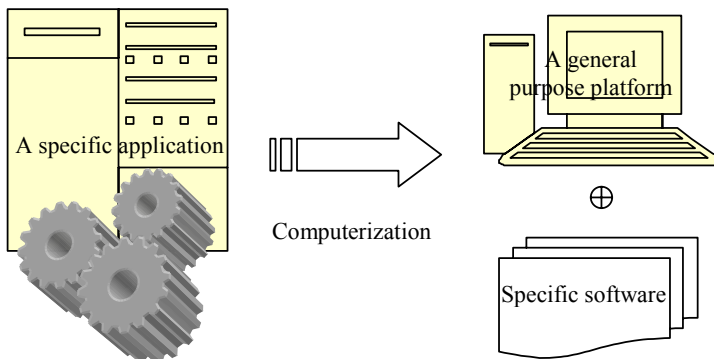 A specific application
Computerization
A general
purpose platform
⊕
Specific software